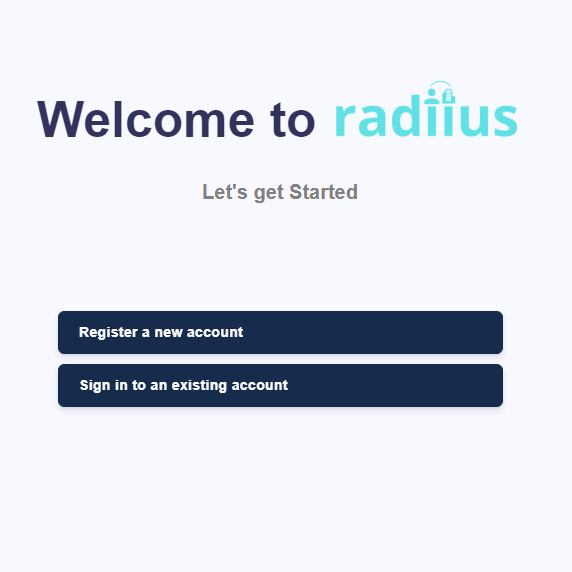 Welcome to radiius
Let's get Started
Register a new account
Sign in to an existing account